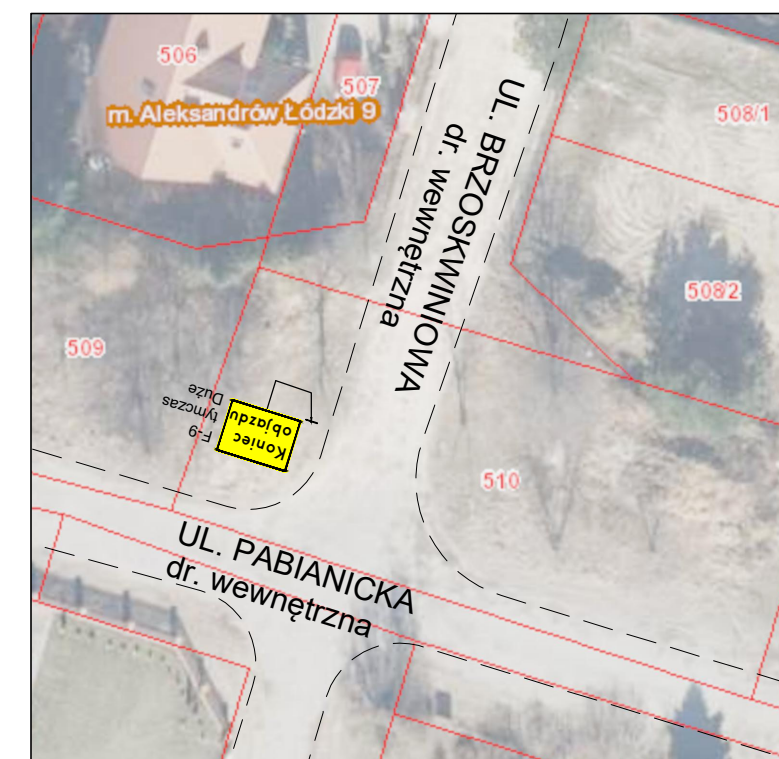 506
507
m. Aleksandrów Łódzki 9
508/1
UL. BRZOSKWINIOWA
dr. wewnętrzna
508/2
509
F-9
tymczas
Duże
Koniec
objazdu
510
UL. PABIANICKA
dr. wewnętrzna